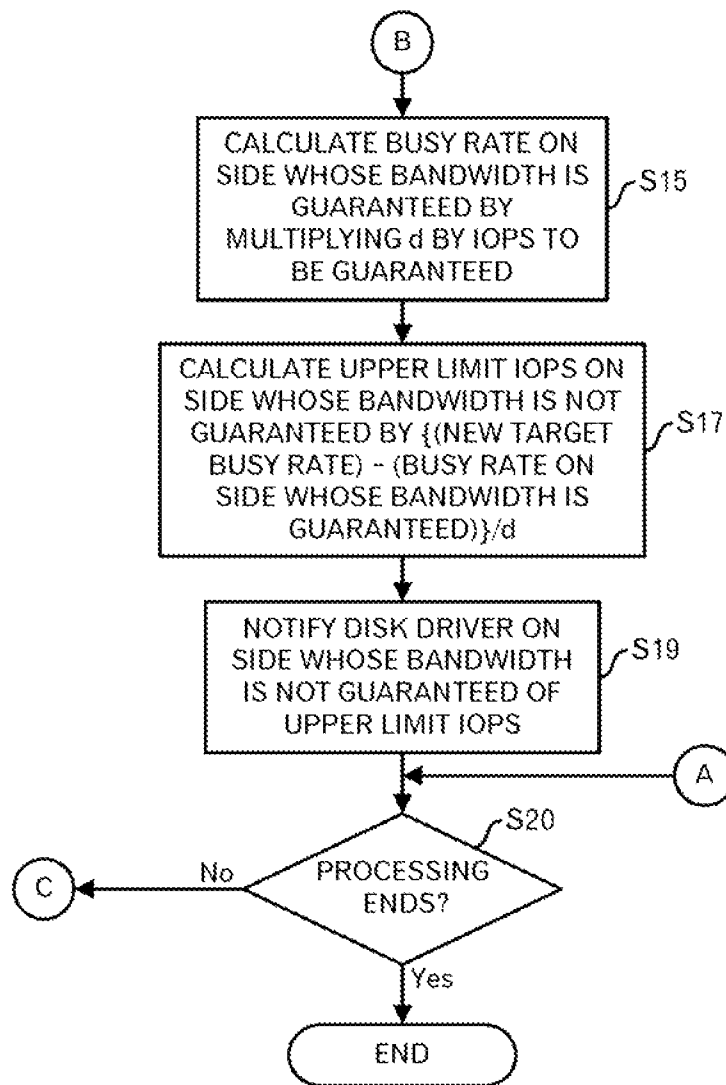 B
CALCULATE BUSY RATE ON
SIDE WHOSE BANDWIDTH IS
GUARANTEED BY
MULTIPLYING d BY IOPS TO
BE GUARANTEED
S15
CALCULATE UPPER LIMIT IOPS ON
SIDE WHOSE BANDWIDTH IS NOT
GUARANTEED BY {(NEW TARGET
BUSY RATE) - (BUSY RATE ON
SIDE WHOSE BANDWIDTH IS
GUARANTEED)}/d
S17
NOTIFY DISK DRIVER ON
SIDE WHOSE BANDWIDTH
IS NOT GUARANTEED OF
UPPER LIMIT IOPS
S19
A
S20
PROCESSING
ENDS?
No
C
Yes
END